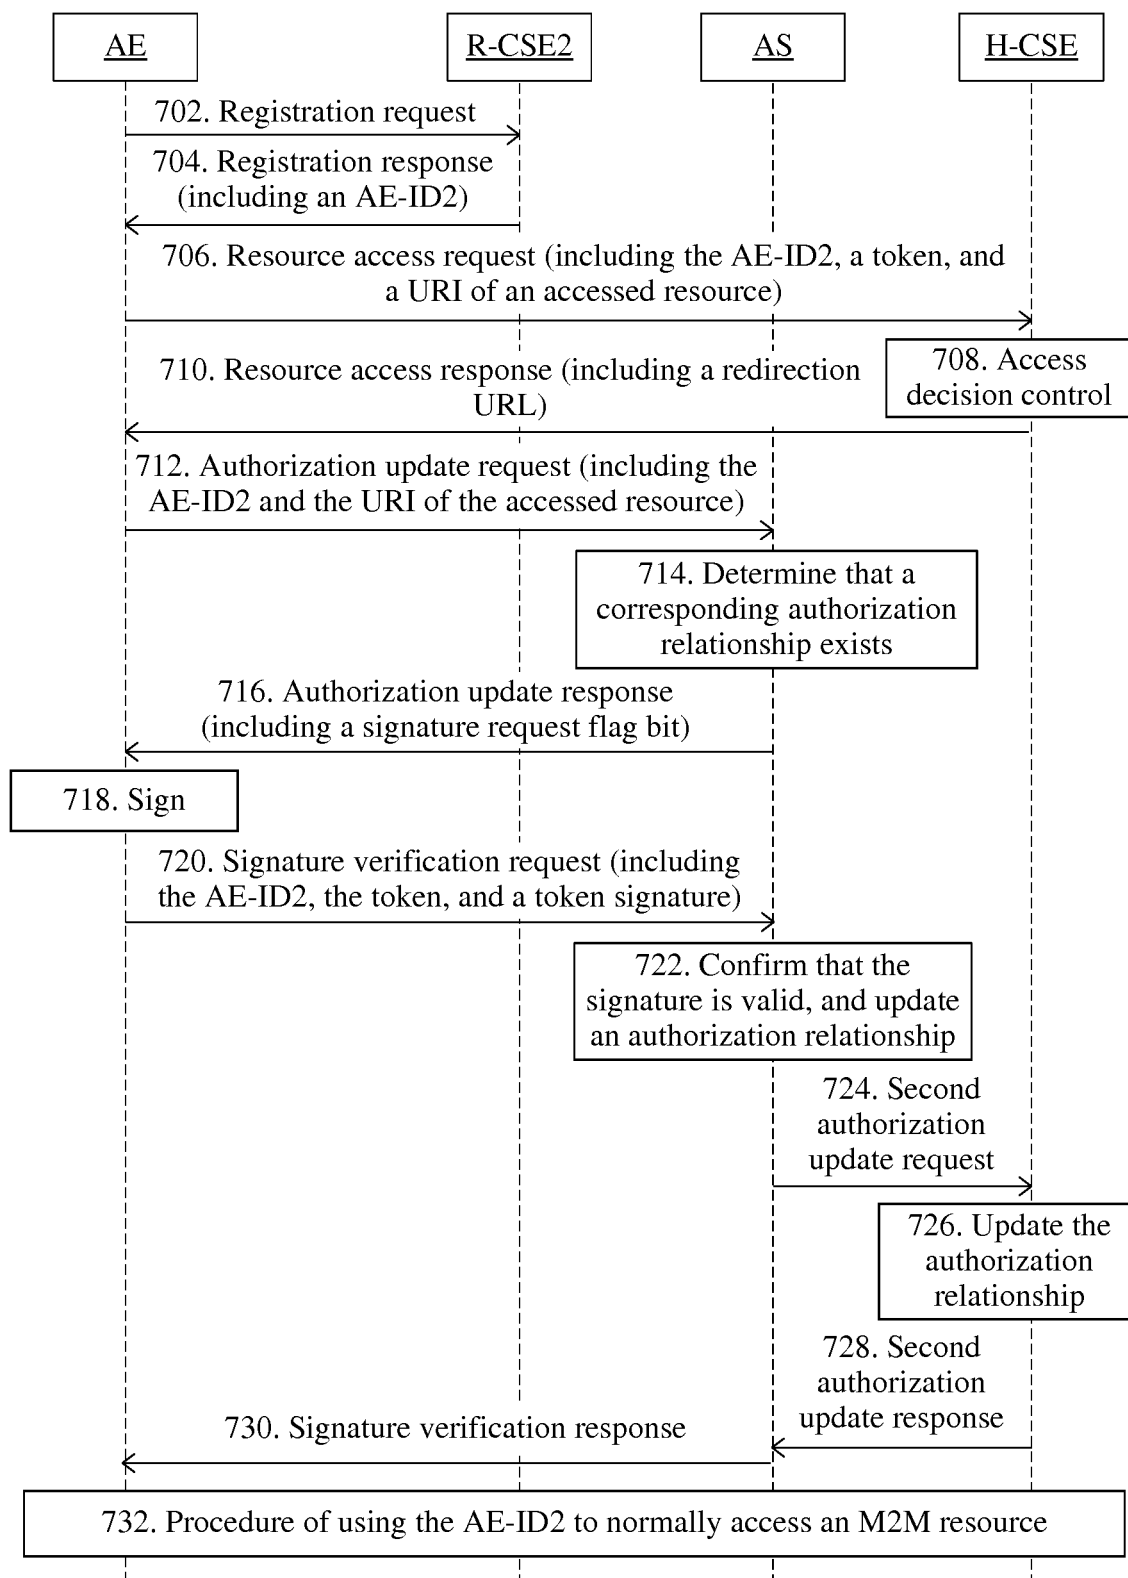 AE
R-CSE2
AS
H-CSE
702. Registration request
704. Registration response
(including an AE-ID2)
706. Resource access request (including the AE-ID2, a token, and
a URI of an accessed resource)
708. Access
decision control
710. Resource access response (including a redirection
URL)
712. Authorization update request (including the
AE-ID2 and the URI of the accessed resource)
714. Determine that a
corresponding authorization
relationship exists
716. Authorization update response
(including a signature request flag bit)
718. Sign
720. Signature verification request (including
the AE-ID2, the token, and a token signature)
722. Confirm that the
signature is valid, and update
an authorization relationship
724. Second
authorization
update request
726. Update the
authorization
relationship
728. Second
authorization
update response
730. Signature verification response
732. Procedure of using the AE-ID2 to normally access an M2M resource